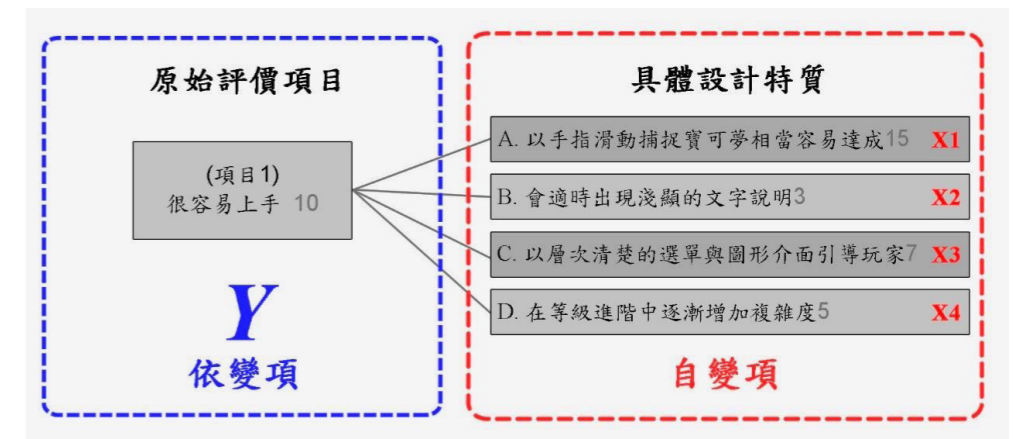 原始評價項目
(項目1)
很容易上手 10
Y
依變項
具體設計特質
A. 以手指滑動捕捉寶可夢相當容易達成15 X1
B. 會適時出現淺顯的文字說明3 X2
C. 以層次清楚的選單與圖形介面引導玩家7 X3
D. 在等級進階中逐漸增加複雜度5 X4
自變項